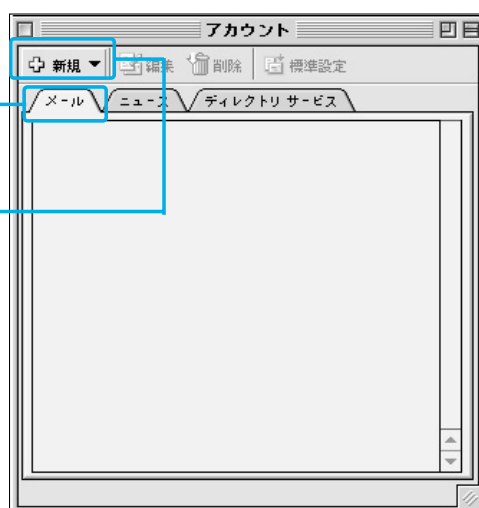 アカウント
新規 編集 削除 標準設定
メール ニュース ディレクトリ サービス